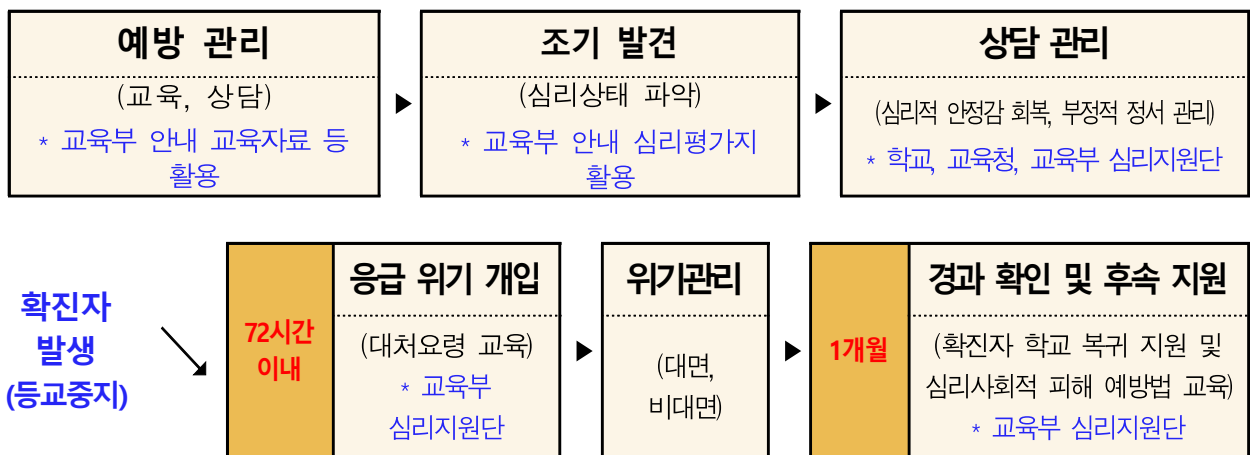 예방 관리
(교육, 상담)
* 교육부 안내 교육자료 등
활용
▶
조기 발견
(심리상태 파악)
* 교육부 안내 심리평가지
활용
▶
상담 관리
(심리적 안정감 회복, 부정적 정서 관리)
* 학교, 교육청, 교육부 심리지원단
확진자
발생
(등교중지)
72시간
이내
응급 위기 개입
(대처요령 교육)
* 교육부
심리지원단
▶
위기관리
(대면,
비대면)
▶
1개월
경과 확인 및 후속 지원
(확진자 학교 복귀 지원 및
심리사회적 피해 예방법 교육)
* 교육부 심리지원단